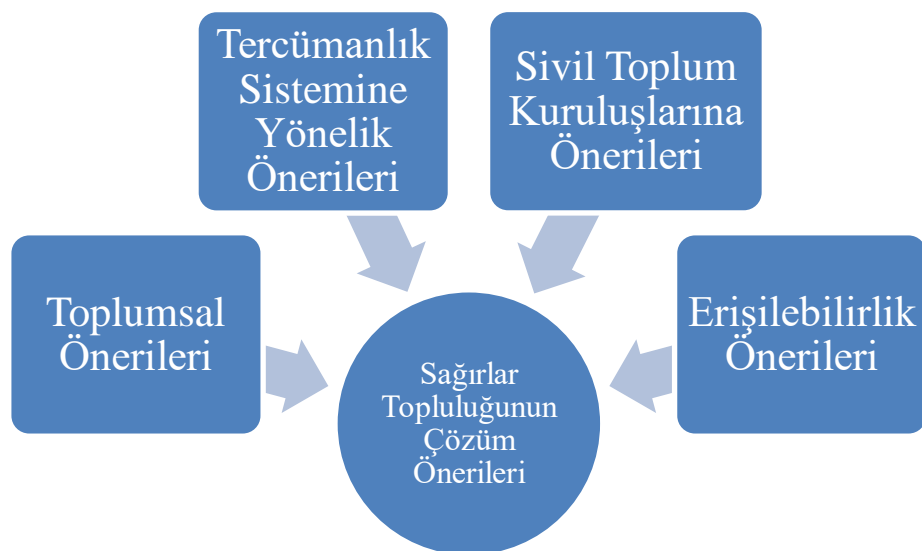 Tercümanlık
Sistemine
Yönelik
Önerileri
Sivil Toplum
Kuruluşlarına
Önerileri
Toplumsal
Önerileri
Erişilebilirlik
Önerileri
Sağırlar
Topluluğunun
Çözüm
Önerileri